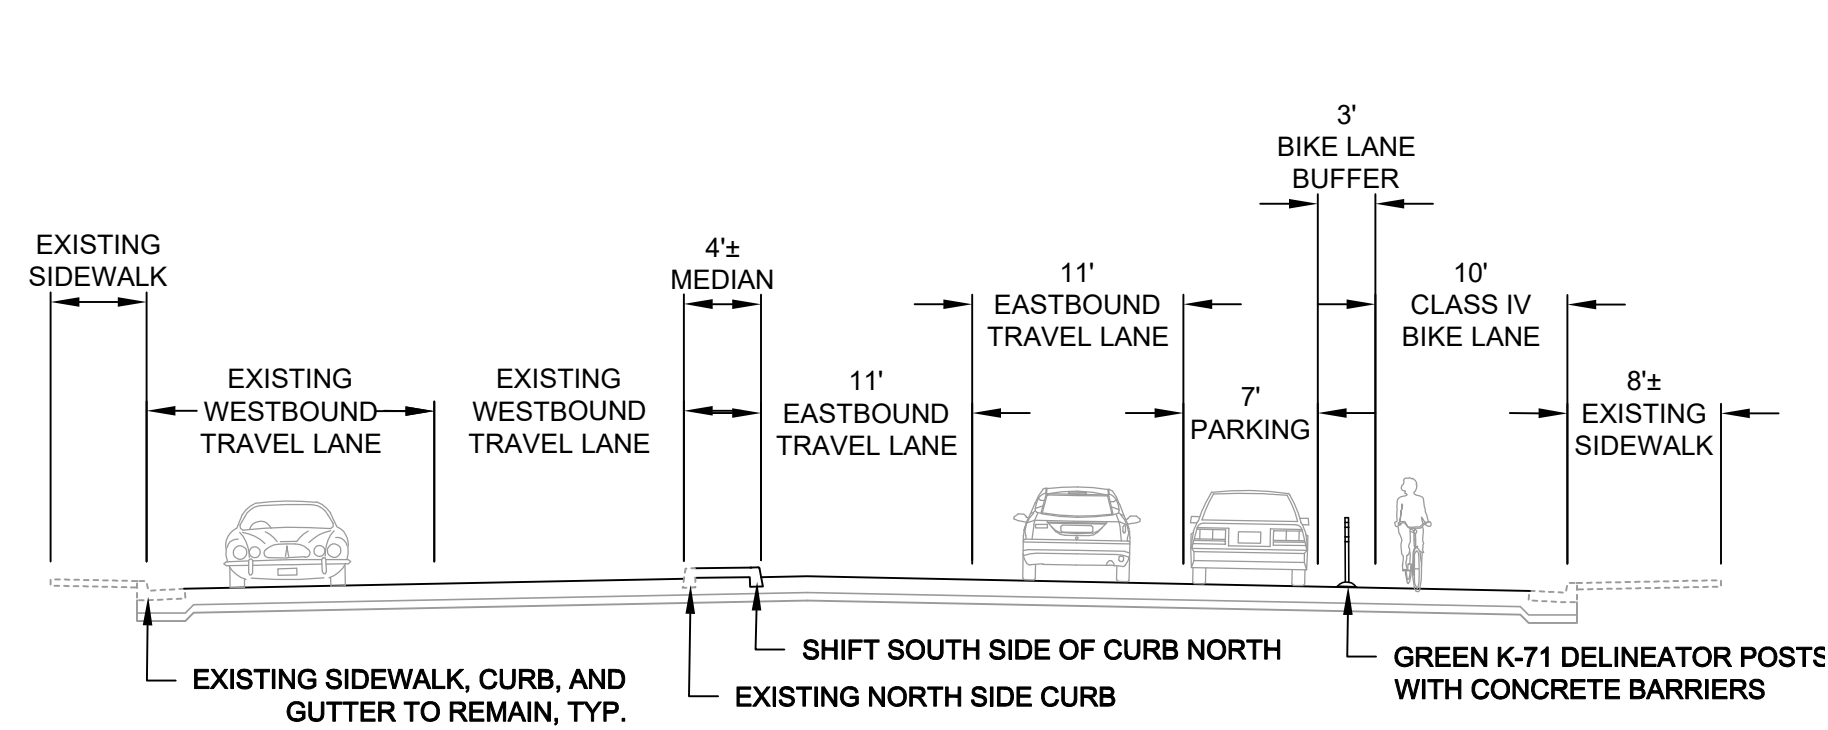 3'
BIKE LANE
BUFFER
EXISTING
SIDEWALK
4'±
MEDIAN
11'
EASTBOUND
TRAVEL LANE
10'
CLASS IV
BIKE LANE
EXISTING
WESTBOUND
TRAVEL LANE
EXISTING
WESTBOUND
TRAVEL LANE
11'
EASTBOUND
TRAVEL LANE
7'
PARKING
8'±
EXISTING
SIDEWALK
SHIFT SOUTH SIDE OF CURB NORTH
GREEN K-71 DELINEATOR POSTS
WITH CONCRETE BARRIERS
EXISTING SIDEWALK, CURB, AND
GUTTER TO REMAIN, TYP.
EXISTING NORTH SIDE CURB